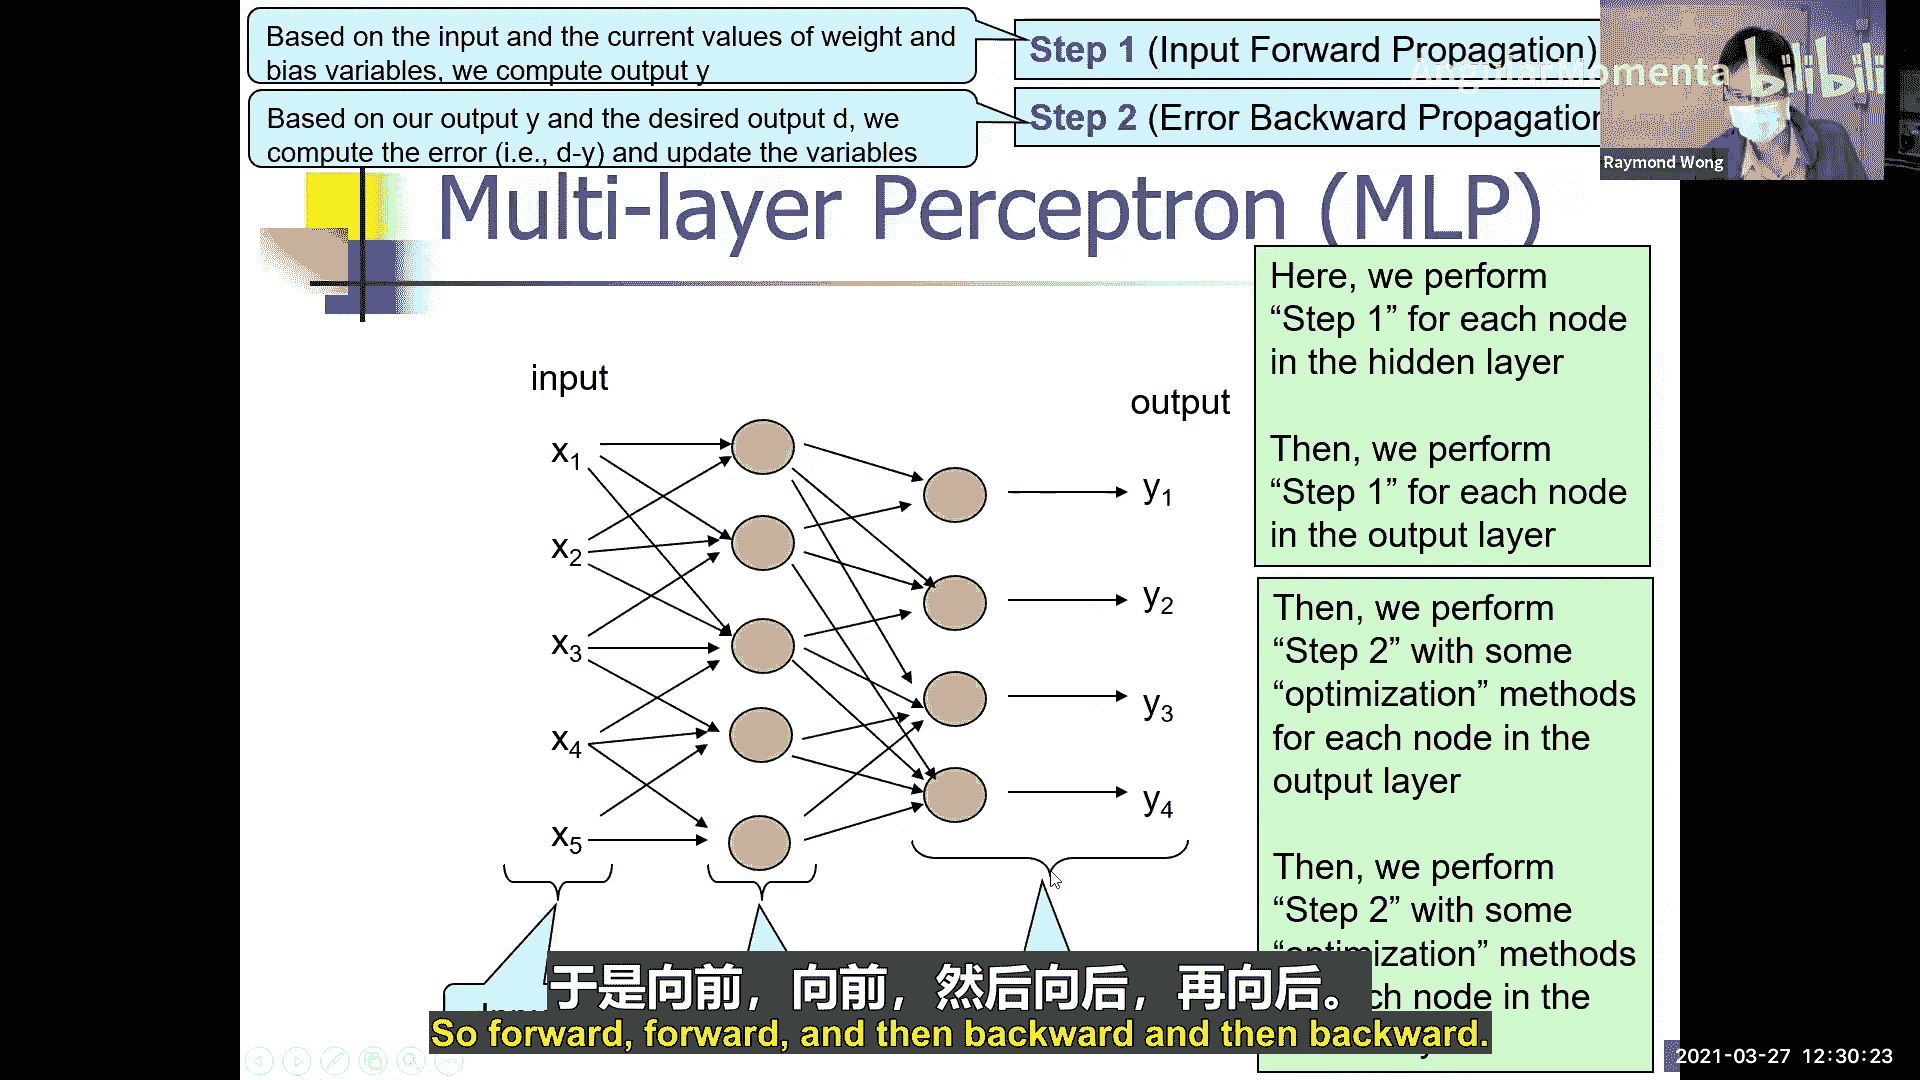 Based on the input and the current values of weight and
bias variables, we compute output y
Step 1 (Input Forward Propagation)
Based on our output y and the desired output d, we
compute the error (i.e., d-y) and update the variables
Step 2 (Error Backward Propagation
AngularMomenta
bilibili
Raymond Wong
Multi-layer Perceptron (MLP)
Here, we perform
“Step 1” for each node
in the hidden layer
Then, we perform
“Step 1” for each node
in the output layer
Then, we perform
“Step 2” with some
“optimization” methods
for each node in the
output layer
Then, we perform
“Step 2” with some
“optimization” methods
ch node in the
input
output
x1
x2
x3
x4
x5
y1
y2
y3
y4
于是向前，向前，然后向后，再向后。
So forward, forward, and then backward and then backward.
2021-03-27 12:30:23